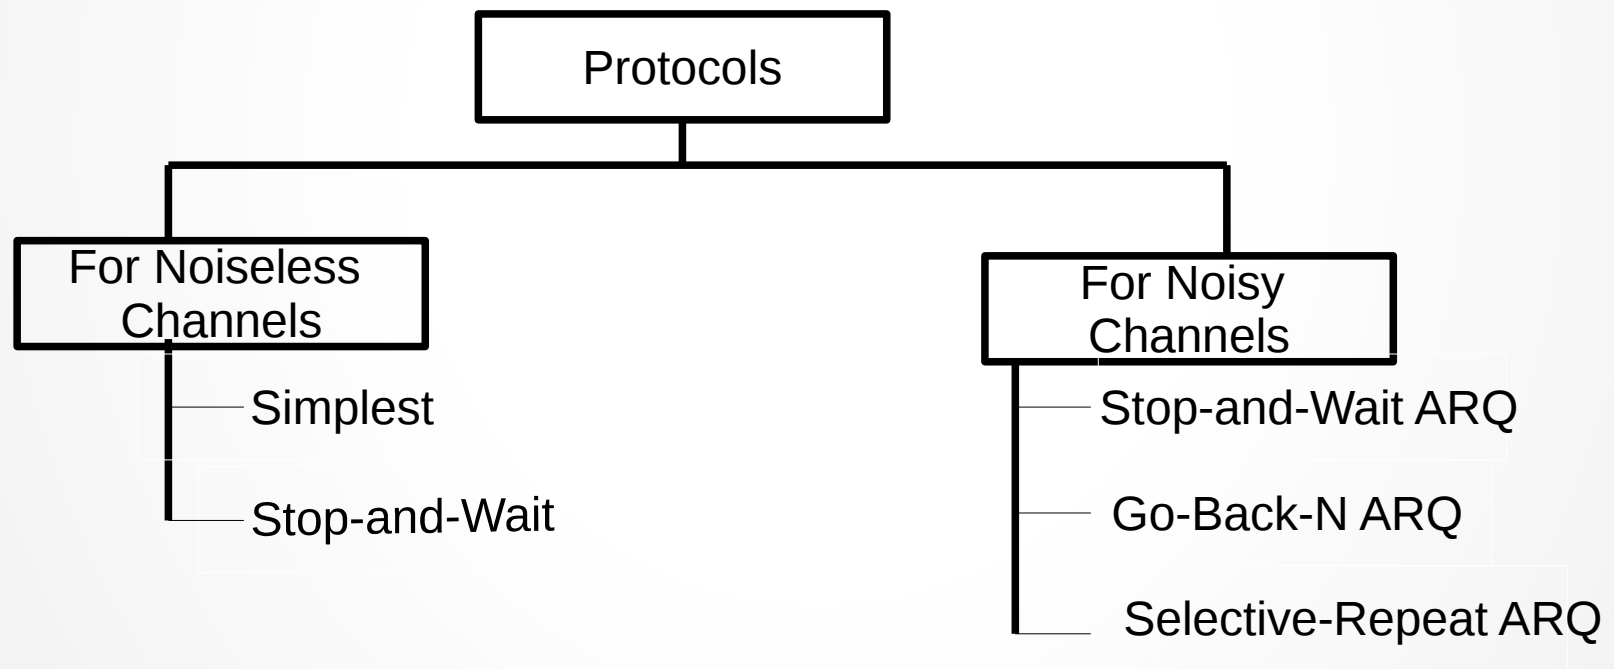 Protocols
For Noiseless
Channels
For Noisy
Channels
Simplest
Stop-and-Wait
Stop-and-Wait ARQ
Go-Back-N ARQ
Selective-Repeat ARQ